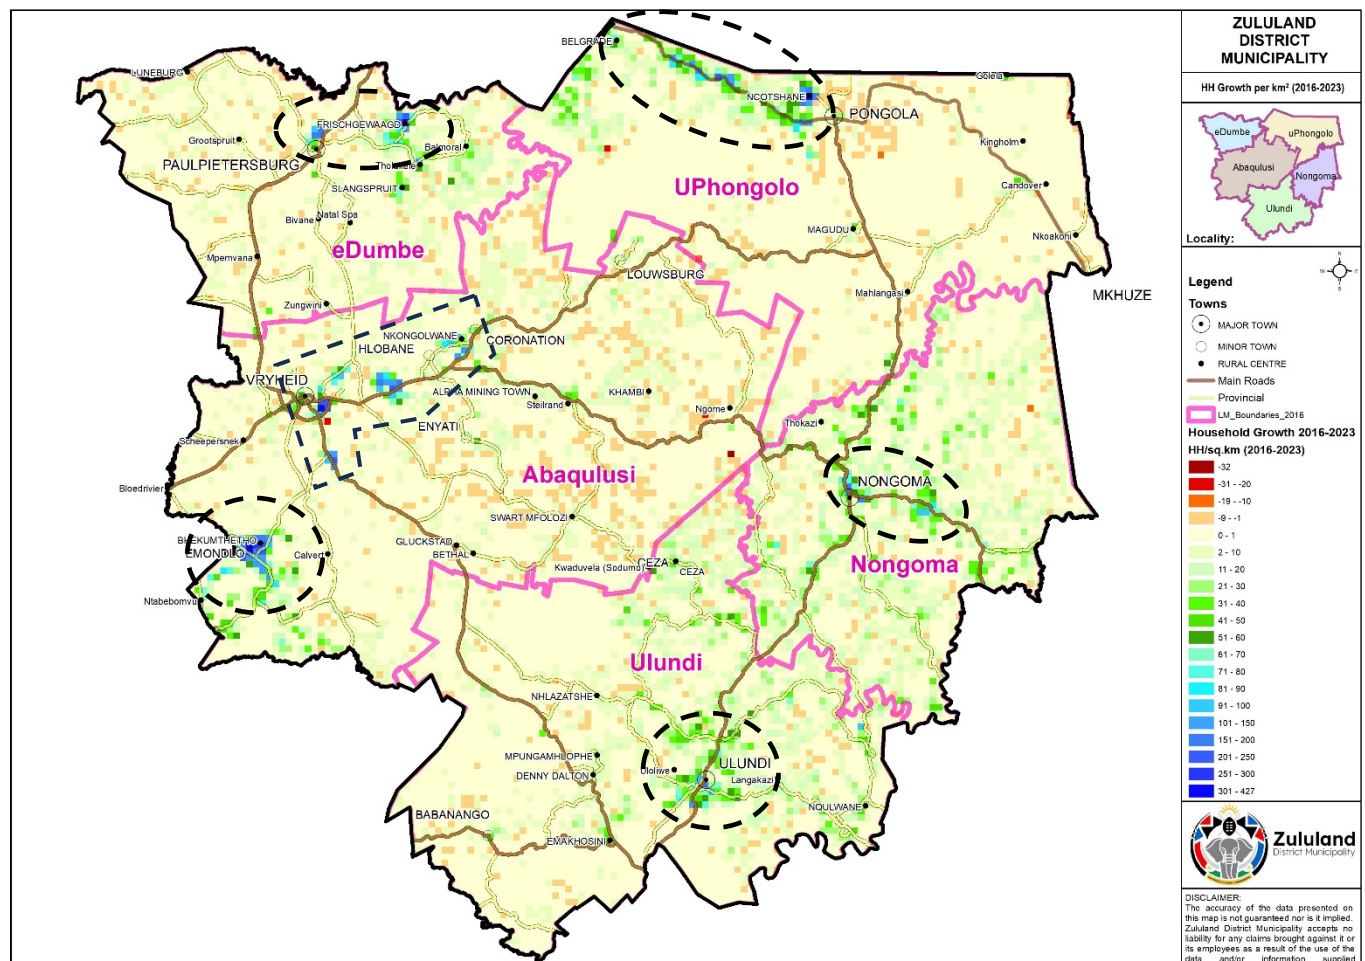 ZULULAND
DISTRICT
MUNICIPALITY
HH Growth per km² (2016-2023)
eDumbe
uPhongolo
Abaqulusi
Nongoma
Ulundi
Locality:
N
W
E
S
Legend
Towns
MAJOR TOWN
MINOR TOWN
RURAL CENTRE
Main Roads
Provincial
LM_Boundaries_2016
Household Growth 2016-2023
HH/sq.km (2016-2023)
-32
-31 - -20
-19 - -10
-9 - -1
0 - 1
2 - 10
11 - 20
21 - 30
31 - 40
41 - 50
51 - 60
61 - 70
71 - 80
81 - 90
91 - 100
101 - 150
151 - 200
201 - 250
251 - 300
301 - 427
Zululand
District Municipality
DISCLAIMER:
The accuracy of the data presented on
this map is not guaranteed nor is it implied.
Zululand District Municipality accepts no
liability for any claims brought against it or
its employees as a result of the use of the
data and/or information supplied
BELGRADE
LUNEBURG
Golela
NCOTSHANE
PONGOLA
FRISCHGEWAAGD
Grootspruit
Balmoral
Kingholm
PAULPIETERSBURG
SLANGSPRUIT
UPhongolo
Candover
Bivane
Natal Spa
MAGUDU
Nkoakoni
eDumbe
Mpemvana
LOUWSBURG
Mahlangasi
MKHUZE
Zungwini
NKONGOLWANE
CORONATION
HLOBANE
VRYHEID
ALPHA MINING TOWN
KHAMBI
Steilrand
Ngome
Thokazi
ENYATI
Scheepersnek
Abaqulusi
NONGOMA
Bloedrivier
SWART MFOLOZI
BHEKUMTHETHO
EMONDLO
GLUCKSTAD
BETHAL
Calvert
Kwaduvela (Sodumo)
CEZA
CEZA
Nongoma
Ntabebomvu
Ulundi
NHLAZATSHE
MPUNGAMHLOPHE
DENNY DALTON
Ulolwe
ULUNDI
Langakazi
NQULWANE
BABANANGO
EMAKHOSINI